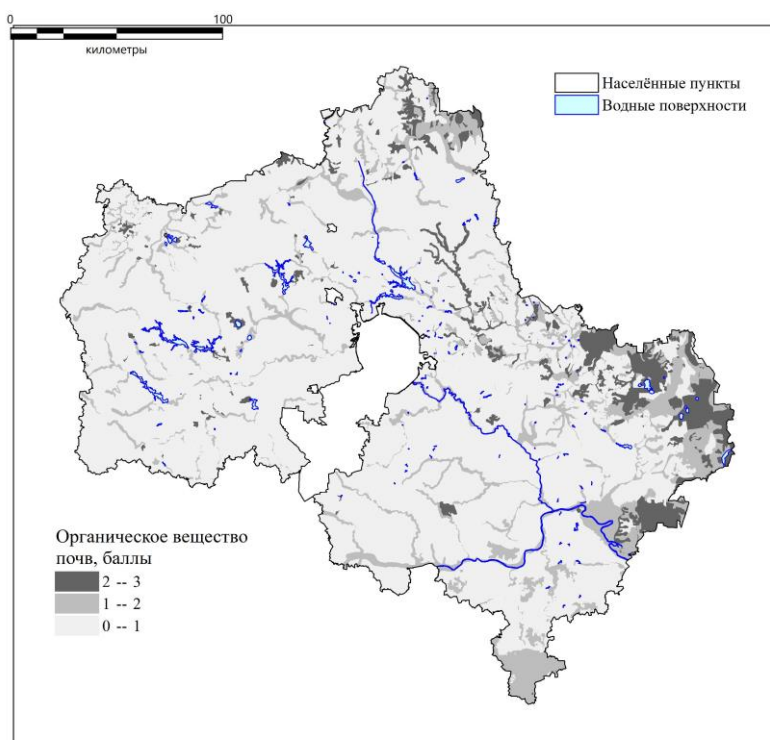 0 100
километры
Населённые пункты
Водные поверхности
Органическое вещество
почв, баллы
2 -- 3
1 -- 2
0 -- 1